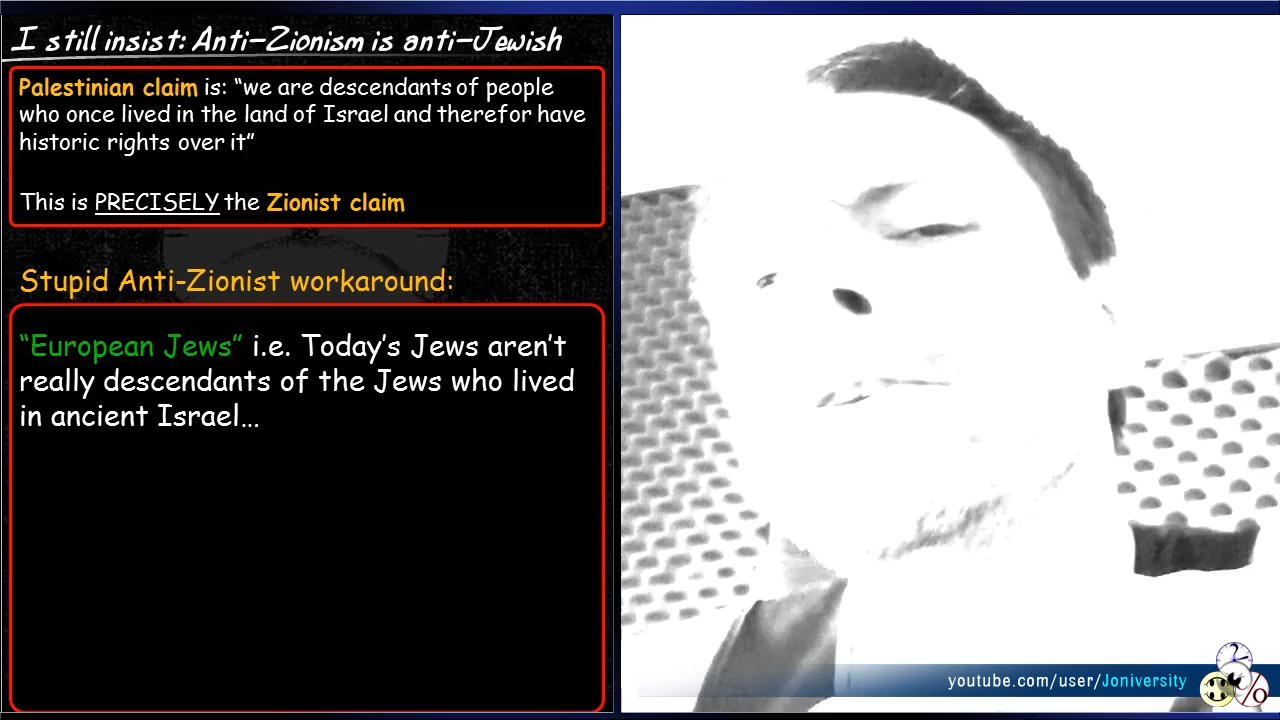 I still insist: Anti-Zionism is anti-Jewish
Palestinian claim is: “we are descendants of people
who once lived in the land of Israel and therefor have
historic rights over it”
This is PRECISELY the Zionist claim
Stupid Anti-Zionist workaround:
“European Jews” i.e. Today’s Jews aren’t
really descendants of the Jews who lived
in ancient Israel…
youtube.com/user/Joniversity